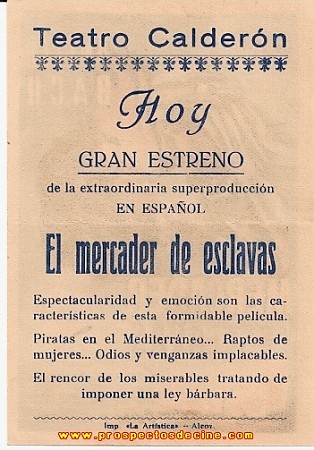 Teatro Calderón
Hoy
GRAN ESTRENO
de la extraordinaria superproducción
EN ESPAÑOL
El mercader de esclavas
Espectacularidad y emoción son las ca-
racterísticas de esta formidable película.
Piratas en el Mediterráneo... Raptos de
mujeres... Odios y venganzas implacables.
El rencor de los miserables tratando de
imponer una ley bárbara.
Imp «La Artística» -- Alcoy.
www.prospectosdecine.com